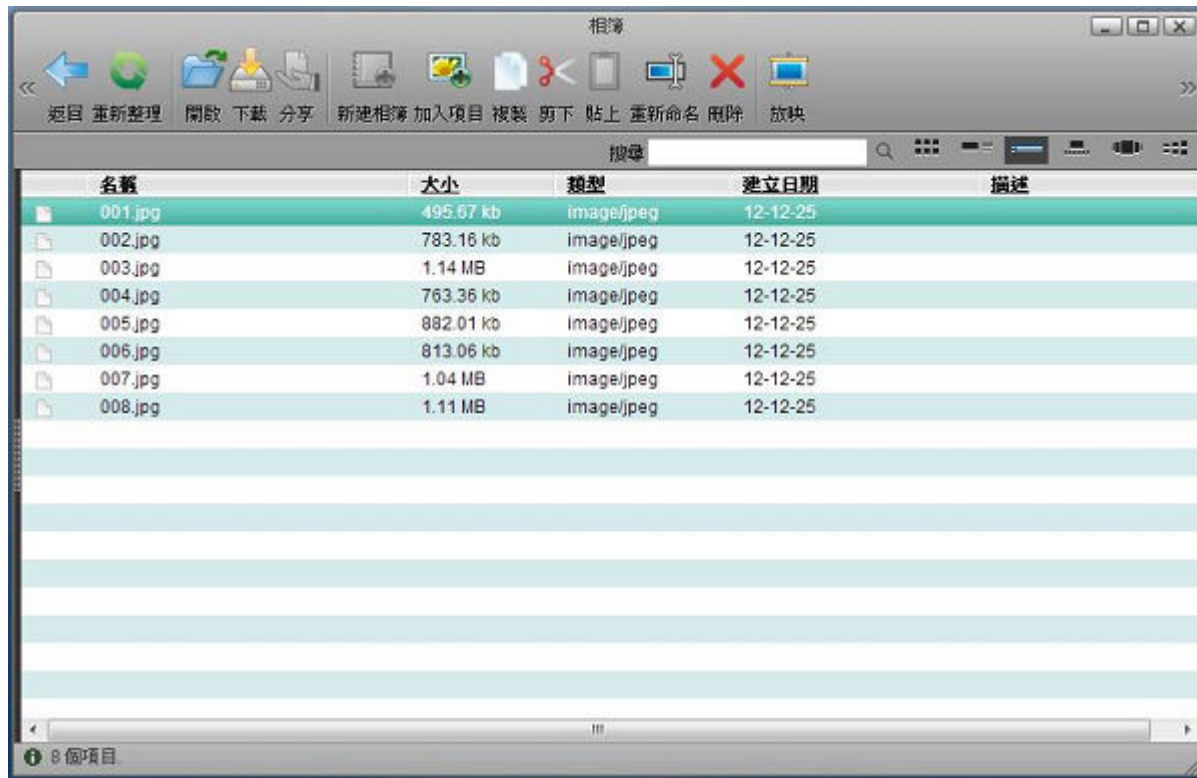 相簿
返回 重新整理 開啟 下載 分享 新建相簿 加入項目 複製 剪下 貼上 重新命名 刪除 放映
搜尋
名稱 大小 類型 建立日期 描述
001.jpg 495.67 kb image/jpeg 12-12-25
002.jpg 783.16 kb image/jpeg 12-12-25
003.jpg 1.14 MB image/jpeg 12-12-25
004.jpg 763.36 kb image/jpeg 12-12-25
005.jpg 882.01 kb image/jpeg 12-12-25
006.jpg 813.06 kb image/jpeg 12-12-25
007.jpg 1.04 MB image/jpeg 12-12-25
008.jpg 1.11 MB image/jpeg 12-12-25
8 個項目.